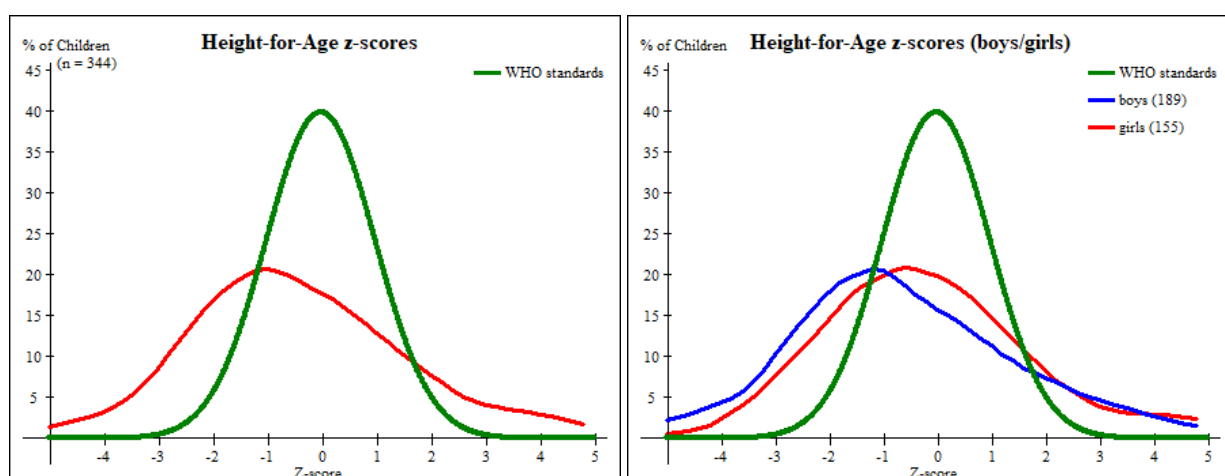 Height-for-Age z-scores
% of Children
(n = 344)
WHO standards
45
40
35
30
25
20
15
10
5
-4 -3 -2 -1 0 1 2 3 4 5
Z-score
Height-for-Age z-scores (boys/girls)
% of Children
WHO standards
boys (189)
girls (155)
45
40
35
30
25
20
15
10
5
-4 -3 -2 -1 0 1 2 3 4 5
Z-score